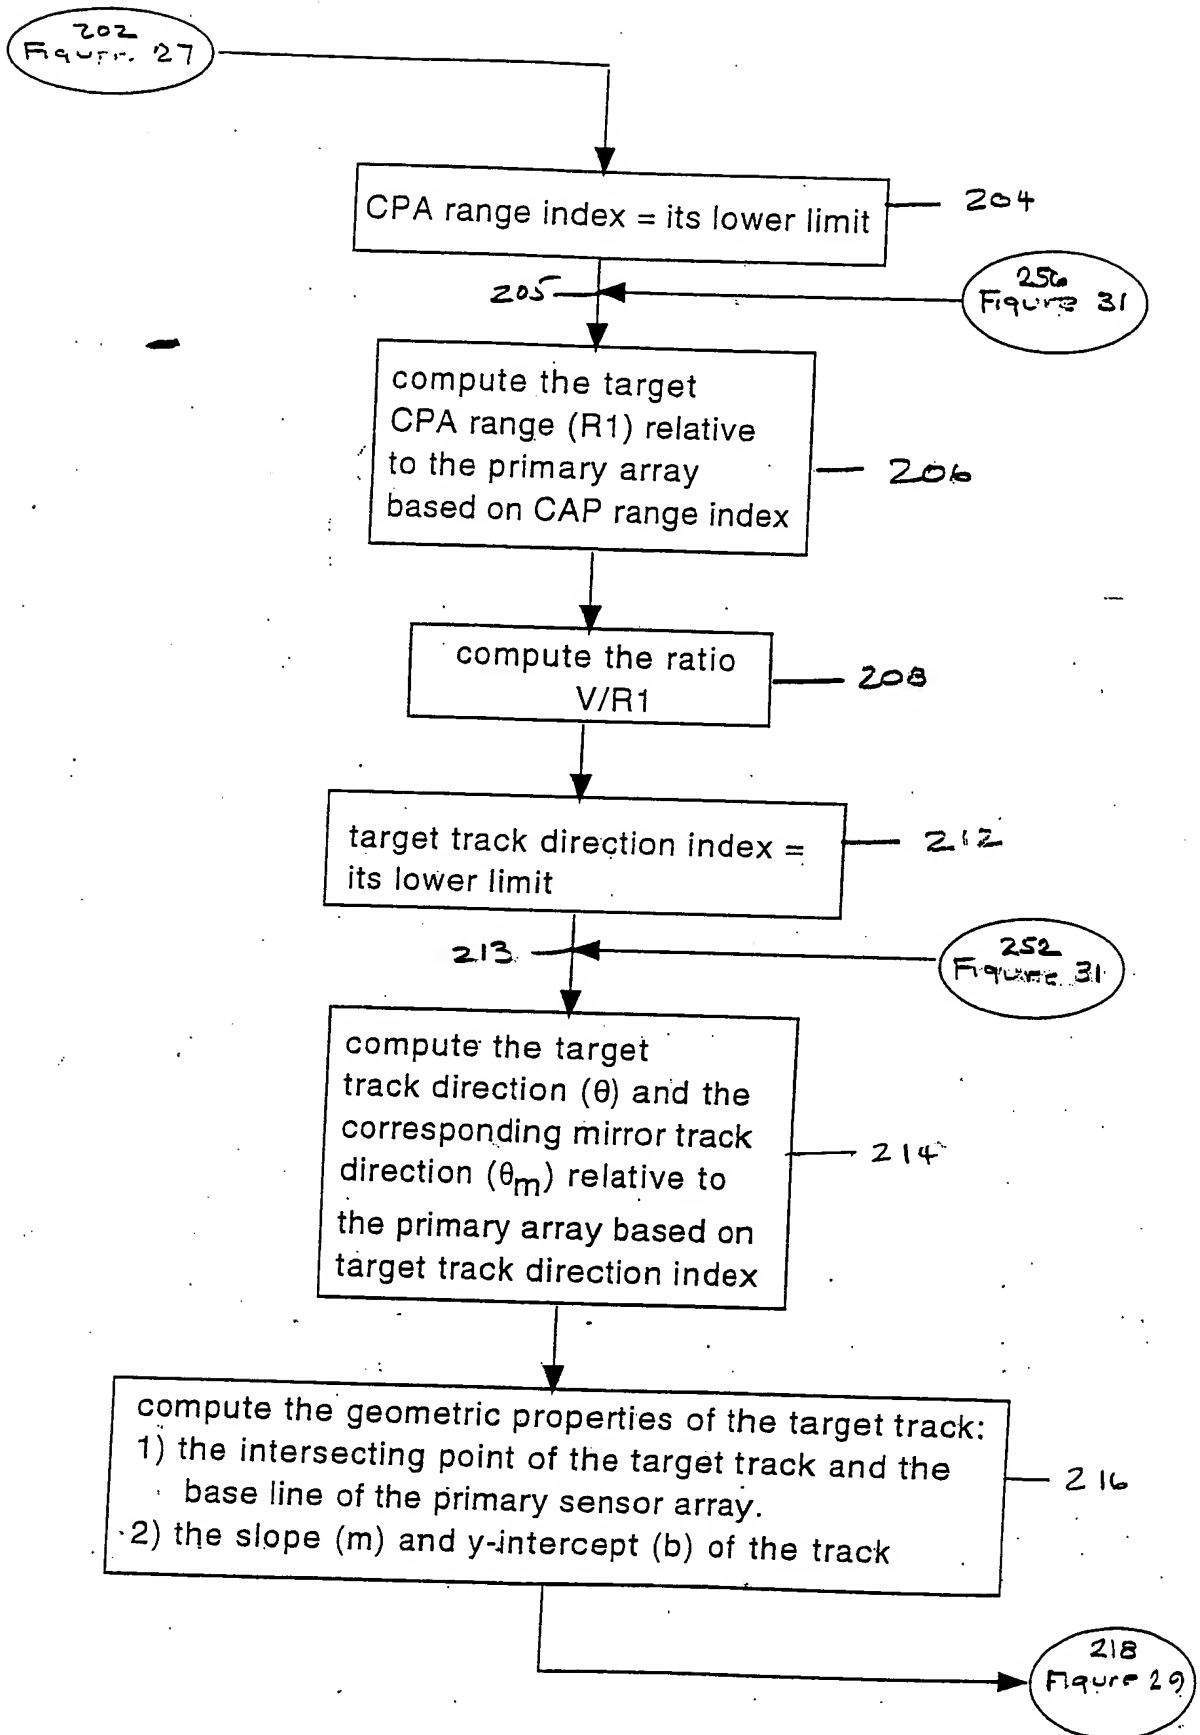 202
Figure. 27
CPA range index = its lower limit
204
205
256
Figure 31
compute the target
CPA range (R1) relative
to the primary array
based on CAP range index
206
compute the ratio
V/R1
208
target track direction index =
its lower limit
212
213
252
Figure 31
compute the target
track direction (θ) and the
corresponding mirror track
direction (θm) relative to
the primary array based on
target track direction index
214
compute the geometric properties of the target track:
1) the intersecting point of the target track and the
base line of the primary sensor array.
2) the slope (m) and y-intercept (b) of the track
216
218
Figure 29